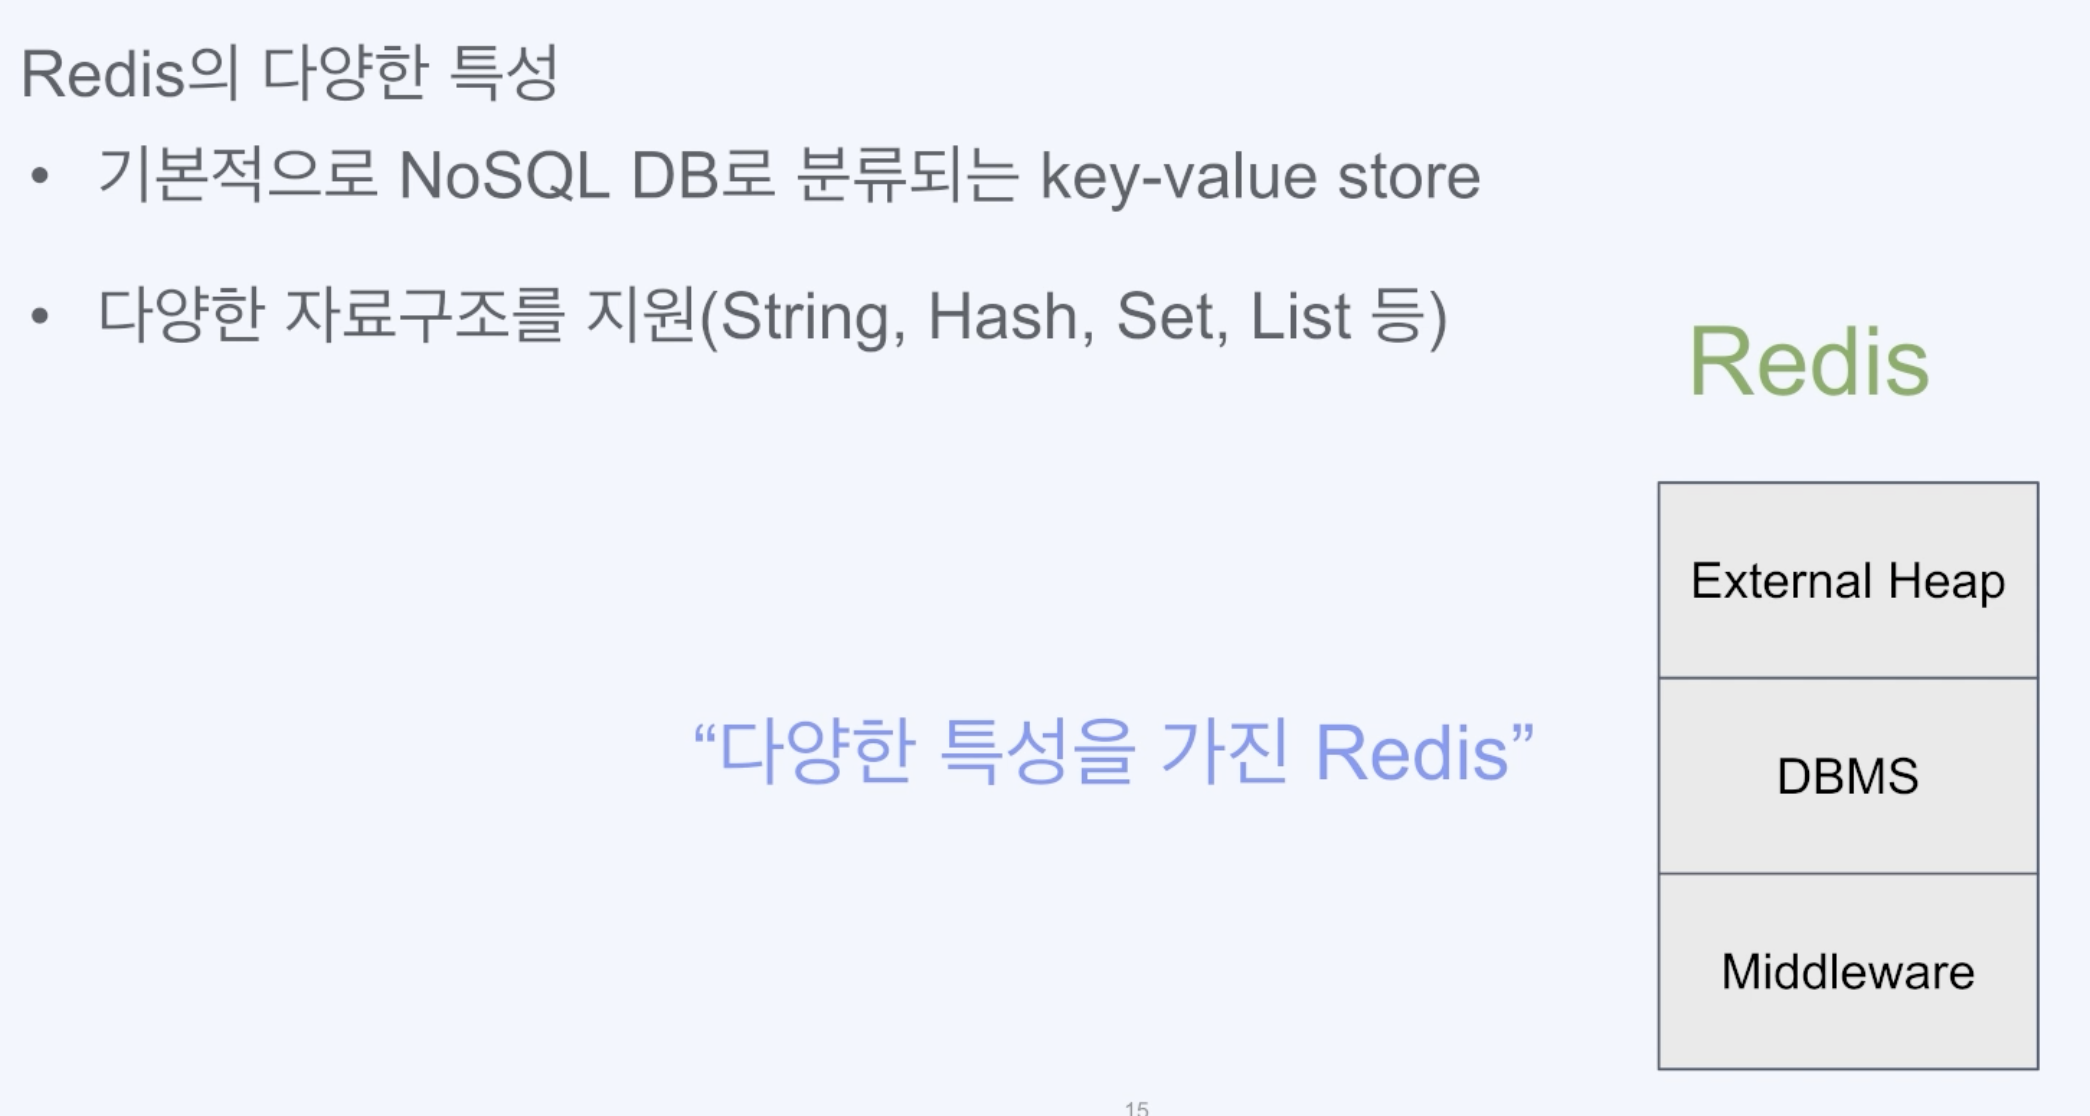 Redis의 다양한 특성
• 기본적으로 NoSQL DB로 분류되는 key-value store
• 다양한 자료구조를 지원(String, Hash, Set, List 등)
Redis
External Heap
“다양한 특성을 가진 Redis”
DBMS
Middleware
15